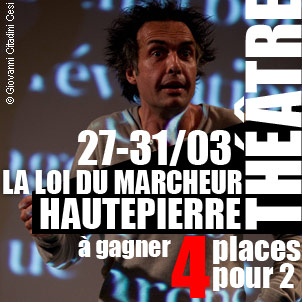 © Giovanni Cittadini Cesi
THÉÂTRE
27-31/03
LA LOI DU MARCHEUR
HAUTEPIERRE
à gagner 4 places
pour 2